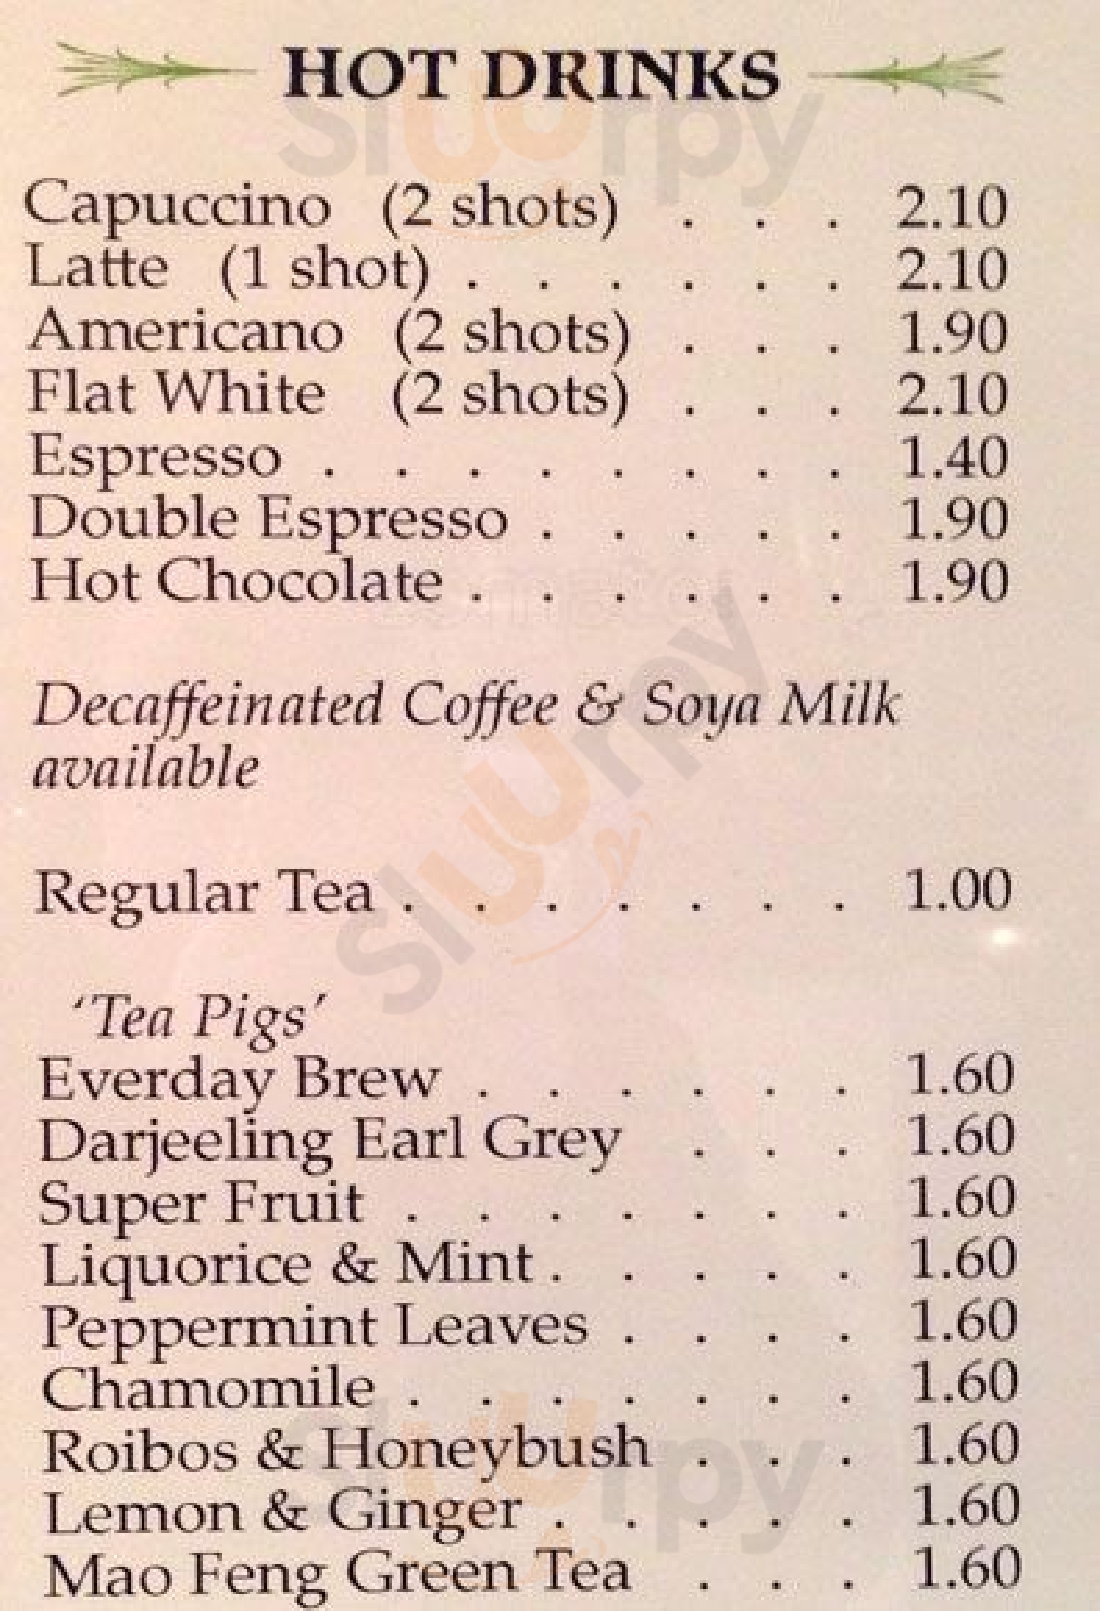 HOT DRINKS
Capuccino (2 shots) . . . 2.10
Latte (1 shot) . . . . . . 2.10
Americano (2 shots) . . . 1.90
Flat White (2 shots) . . . 2.10
Espresso . . . . . . . . 1.40
Double Espresso . . . . . 1.90
Hot Chocolate . . . . . . 1.90
Decaffeinated Coffee & Soya Milk
available
Regular Tea . . . . . . . 1.00
'Tea Pigs'
Everday Brew . . . . . . 1.60
Darjeeling Earl Grey . . . 1.60
Super Fruit . . . . . . . 1.60
Liquorice & Mint . . . . . 1.60
Peppermint Leaves . . . . 1.60
Chamomile . . . . . . . 1.60
Roibos & Honeybush . . . 1.60
Lemon & Ginger . . . . . 1.60
Mao Feng Green Tea . . . 1.60
Sluurpy
Sluurpy
Sluurpy